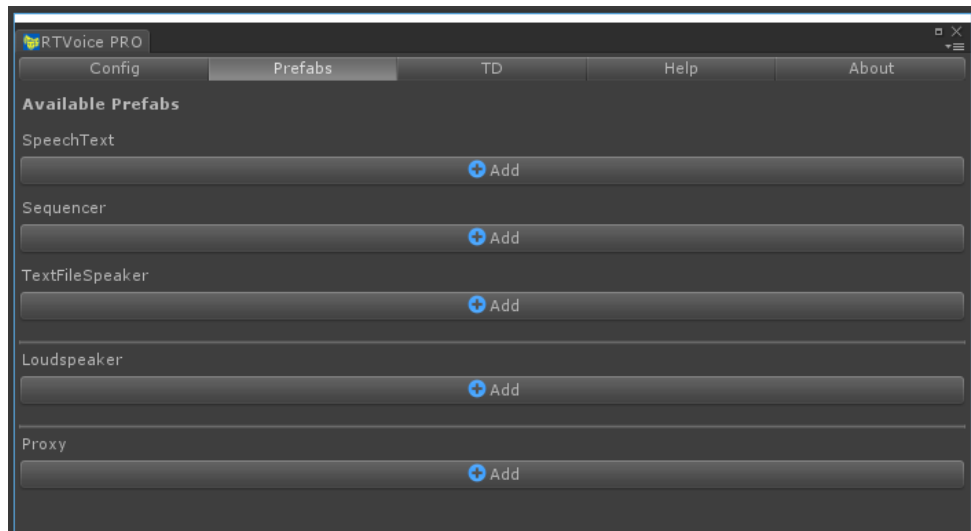 RTVoice PRO
Config Prefabs TD Help About
Available Prefabs
SpeechText
Add
Sequencer
Add
TextFileSpeaker
Add
Loudspeaker
Add
Proxy
Add